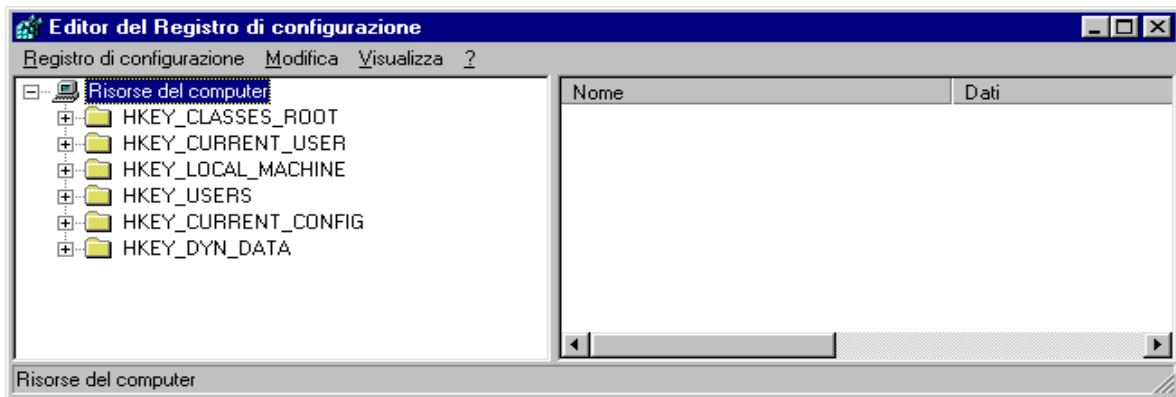 Editor del Registro di configurazione
Registro di configurazione Modifica Visualizza ?
Risorse del computer
HKEY_CLASSES_ROOT
HKEY_CURRENT_USER
HKEY_LOCAL_MACHINE
HKEY_USERS
HKEY_CURRENT_CONFIG
HKEY_DYN_DATA
Nome Dati
Risorse del computer